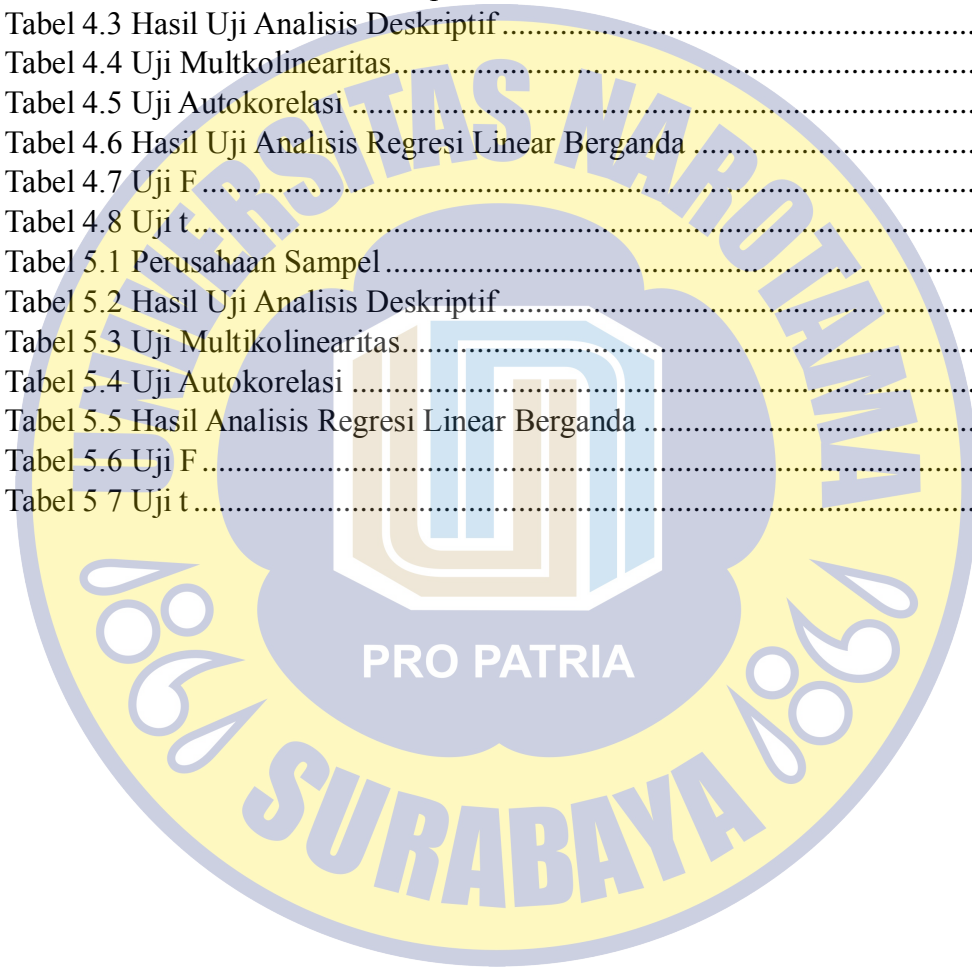 Tabel 4.3 Hasil Uji Analisis Deskriptif ........................................................
Tabel 4.4 Uji Multkolinearitas ........................................................
Tabel 4.5 Uji Autokorelasi ........................................................
Tabel 4.6 Hasil Uji Analisis Regresi Linear Berganda ........................................................
Tabel 4.7 Uji F ........................................................
Tabel 4.8 Uji t ........................................................
Tabel 5.1 Perusahaan Sampel ........................................................
Tabel 5.2 Hasil Uji Analisis Deskriptif ........................................................
Tabel 5.3 Uji Multikolinearitas ........................................................
Tabel 5.4 Uji Autokorelasi ........................................................
Tabel 5.5 Hasil Analisis Regresi Linear Berganda ........................................................
Tabel 5.6 Uji F ........................................................
Tabel 5 7 Uji t ........................................................
UNIVERSITAS NAROTAMA
PRO PATRIA
SURABAYA